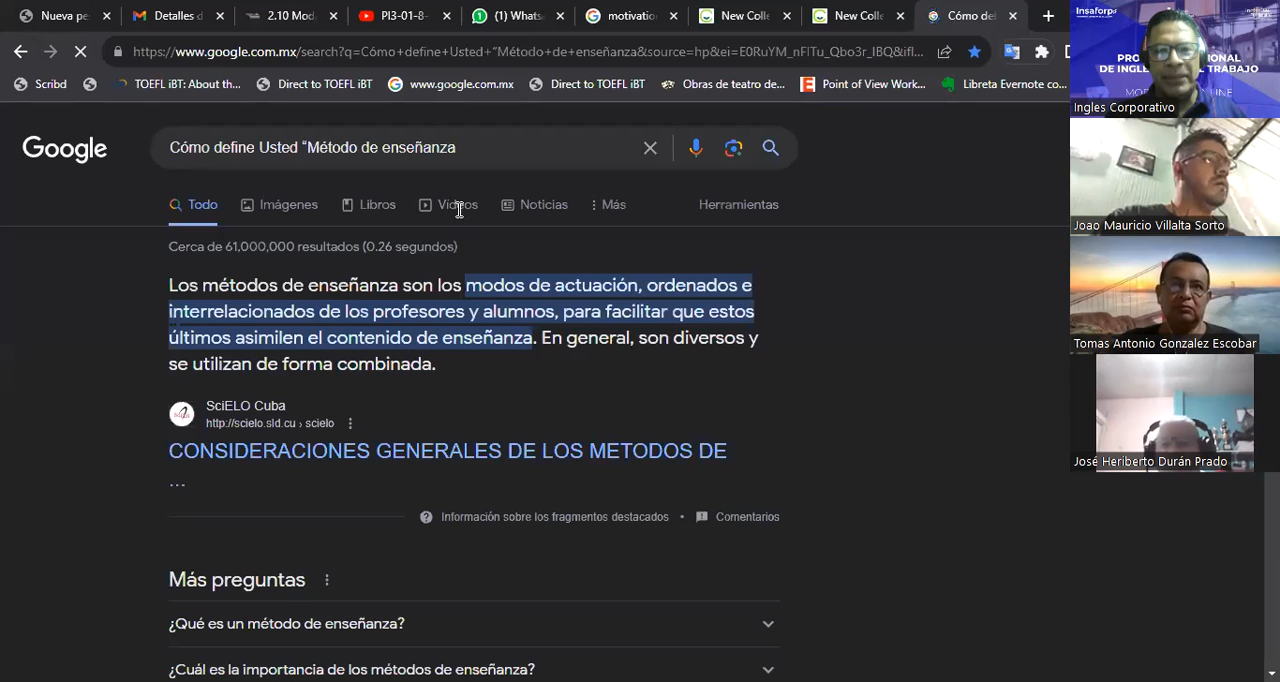 Nueva pe
Detalles d
2.10 Mod
PI3-01-8-
(1) Whats
motivatio
New Colle
New Colle
Cómo def
https://www.google.com.mx/search?q=Cómo+define+Usted+“Método+de+enseñanza&source=hp&ei=E0RuYM_nFITu_Qbo3r_IBQ&ifl...
Scribd
TOEFL iBT: About th...
Direct to TOEFL iBT
www.google.com.mx
Direct to TOEFL iBT
Obras de teatro de...
Point of View Work...
Libreta Evernote co...
Google
Cómo define Usted “Método de enseñanza
Todo
Imágenes
Libros
Videos
Noticias
Más
Herramientas
Cerca de 61,000,000 resultados (0.26 segundos)
Los métodos de enseñanza son los modos de actuación, ordenados e
interrelacionados de los profesores y alumnos, para facilitar que estos
últimos asimilen el contenido de enseñanza. En general, son diversos y
se utilizan de forma combinada.
SciELO Cuba
http://scielo.sld.cu › scielo
CONSIDERACIONES GENERALES DE LOS METODOS DE
...
Información sobre los fragmentos destacados
•
Comentarios
Más preguntas
¿Qué es un método de enseñanza?
¿Cuál es la importancia de los métodos de enseñanza?
Insaforp
DE INGL
TRABAJO
Ingles Corporativo
Joao Mauricio Villalta Sorto
Tomas Antonio Gonzalez Escobar
José Heriberto Durán Prado